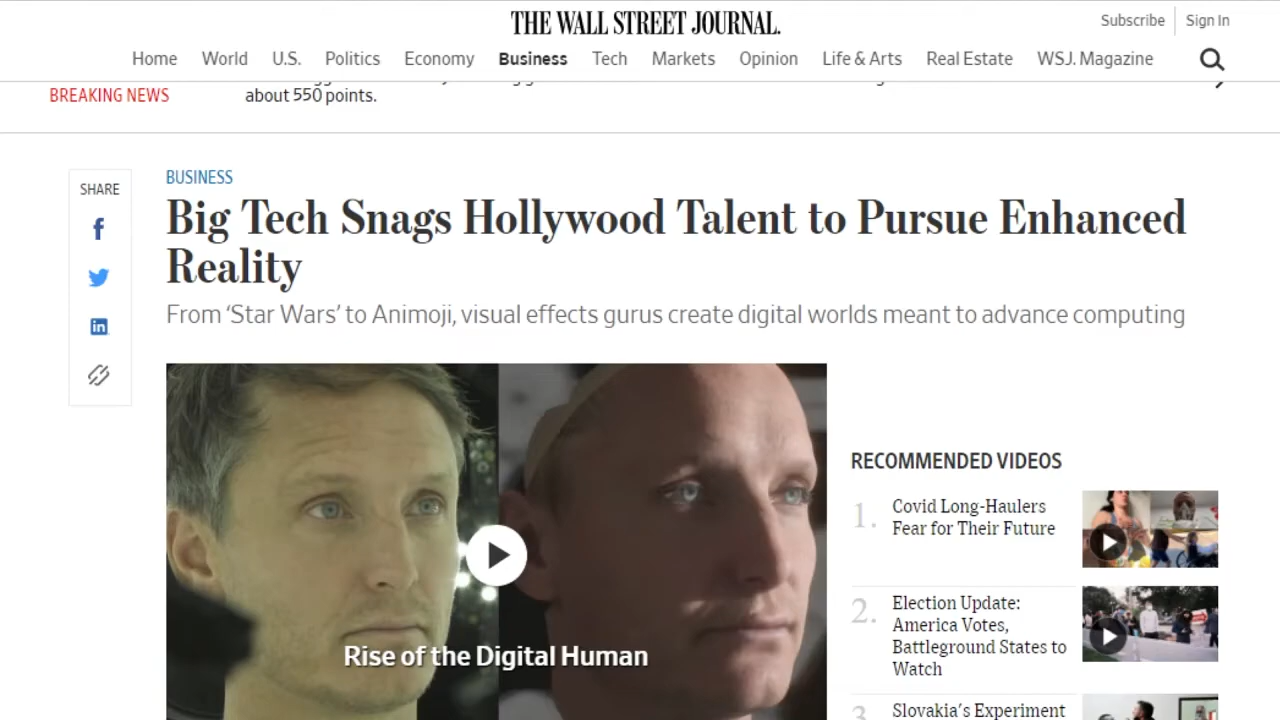 THE WALL STREET JOURNAL.
Subscribe
Sign In
Home World U.S. Politics Economy Business Tech Markets Opinion Life & Arts Real Estate WSJ. Magazine
BREAKING NEWS
about 550 points.
SHARE
BUSINESS
Big Tech Snags Hollywood Talent to Pursue Enhanced
Reality
From ‘Star Wars’ to Animoji, visual effects gurus create digital worlds meant to advance computing
Rise of the Digital Human
RECOMMENDED VIDEOS
1. Covid Long-Haulers
Fear for Their Future
2. Election Update:
America Votes,
Battleground States to
Watch
3. Slovakia’s Experiment